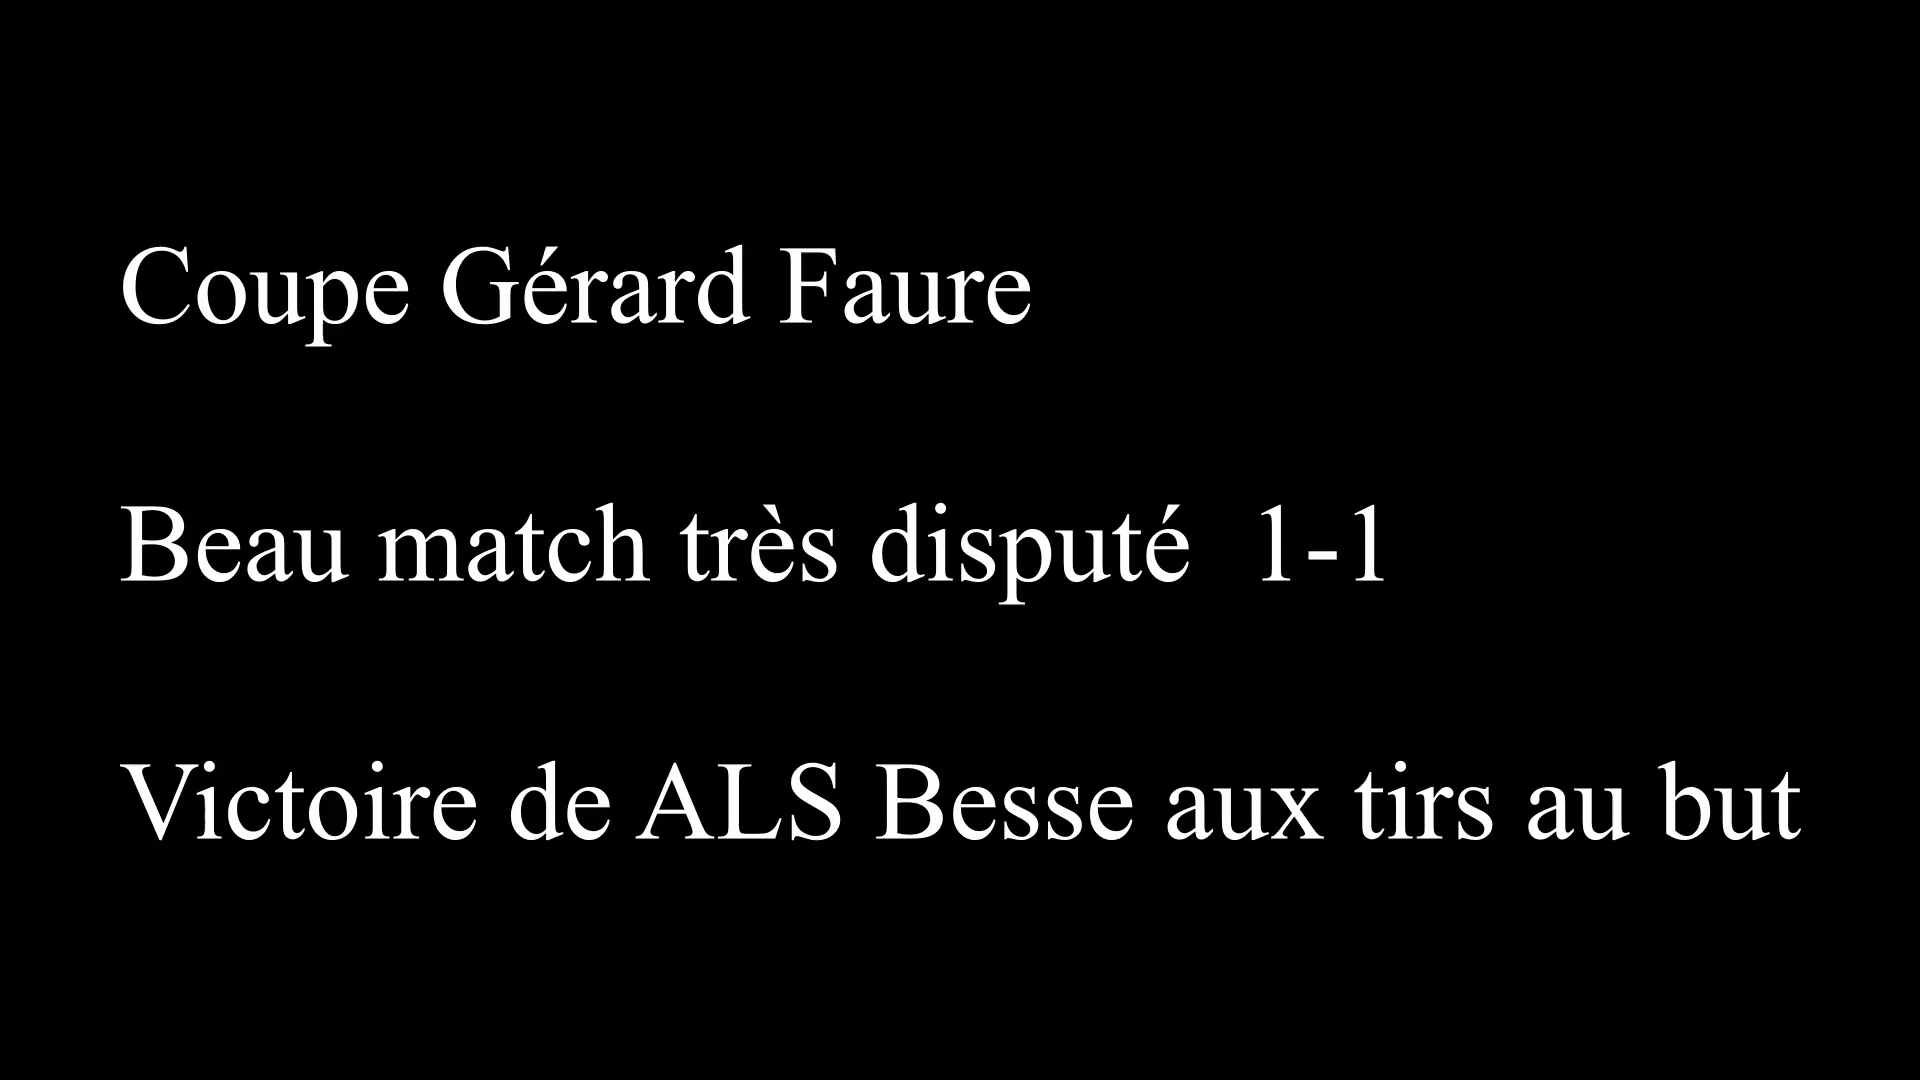 Coupe Gérard Faure
Beau match très disputé  1-1
Victoire de ALS Besse aux tirs au but